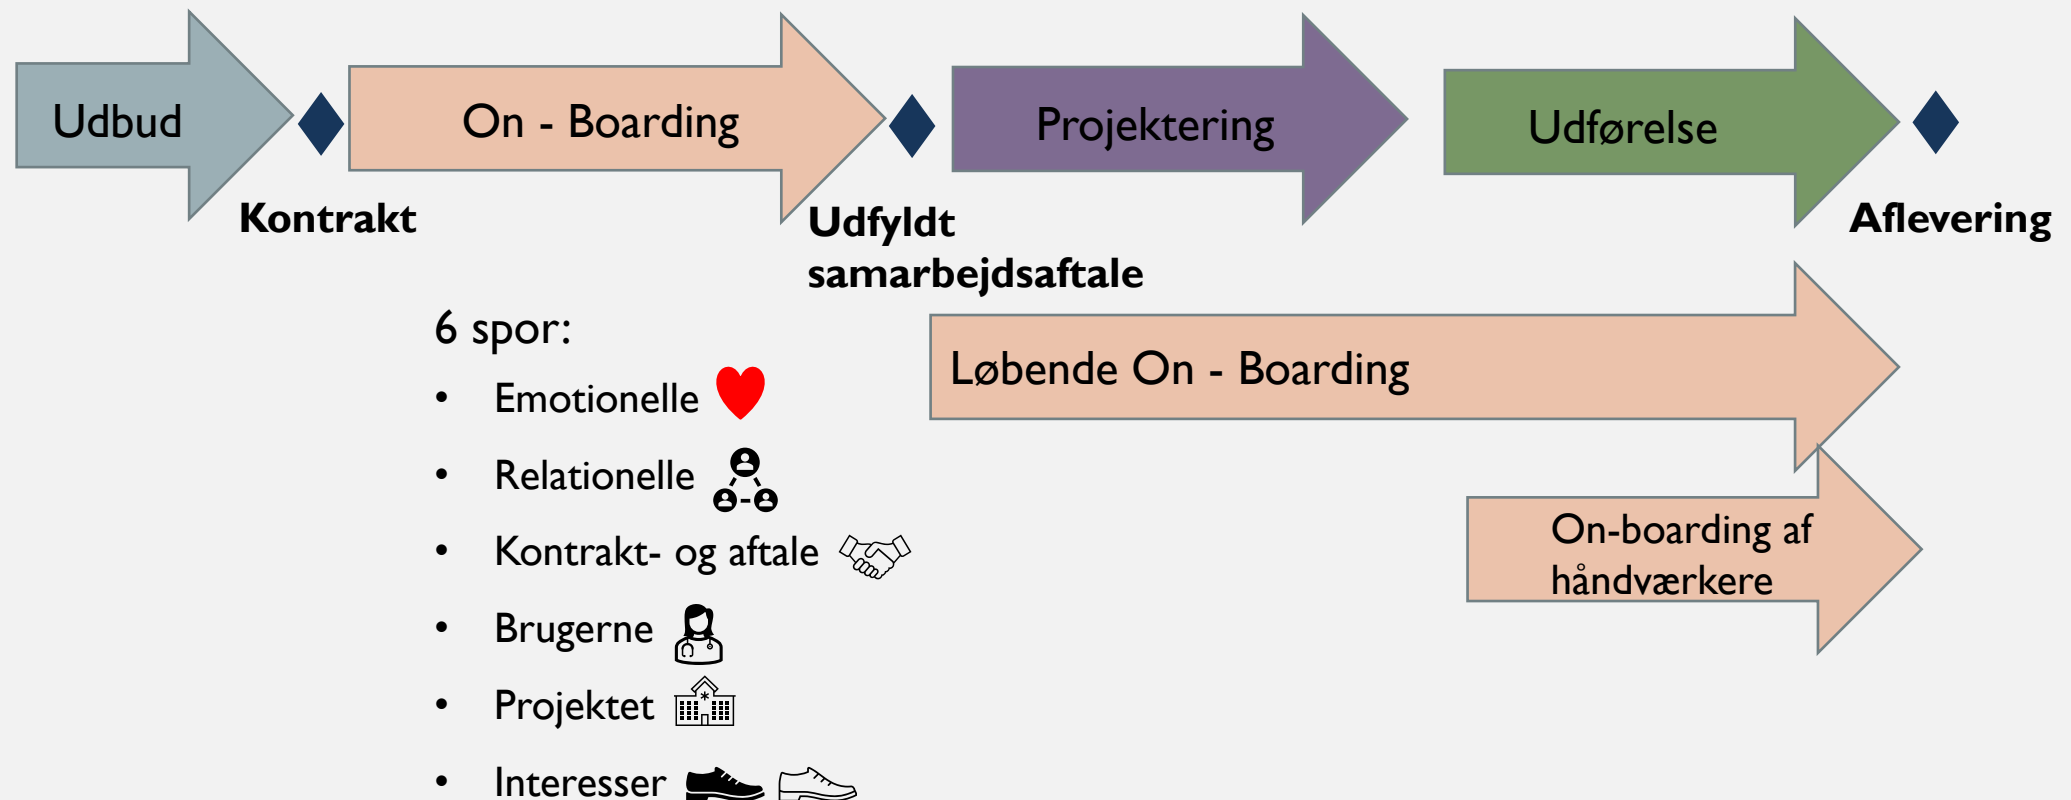 Udbud
On - Boarding
Projektering
Udførelse
Kontrakt
Udfyldt
samarbejdsaftale
Aflevering
6 spor:
• Emotionelle
• Relationelle
• Kontrakt- og aftale
• Brugerne
• Projektet
• Interesser
Løbende On - Boarding
On-boarding af
håndværkere